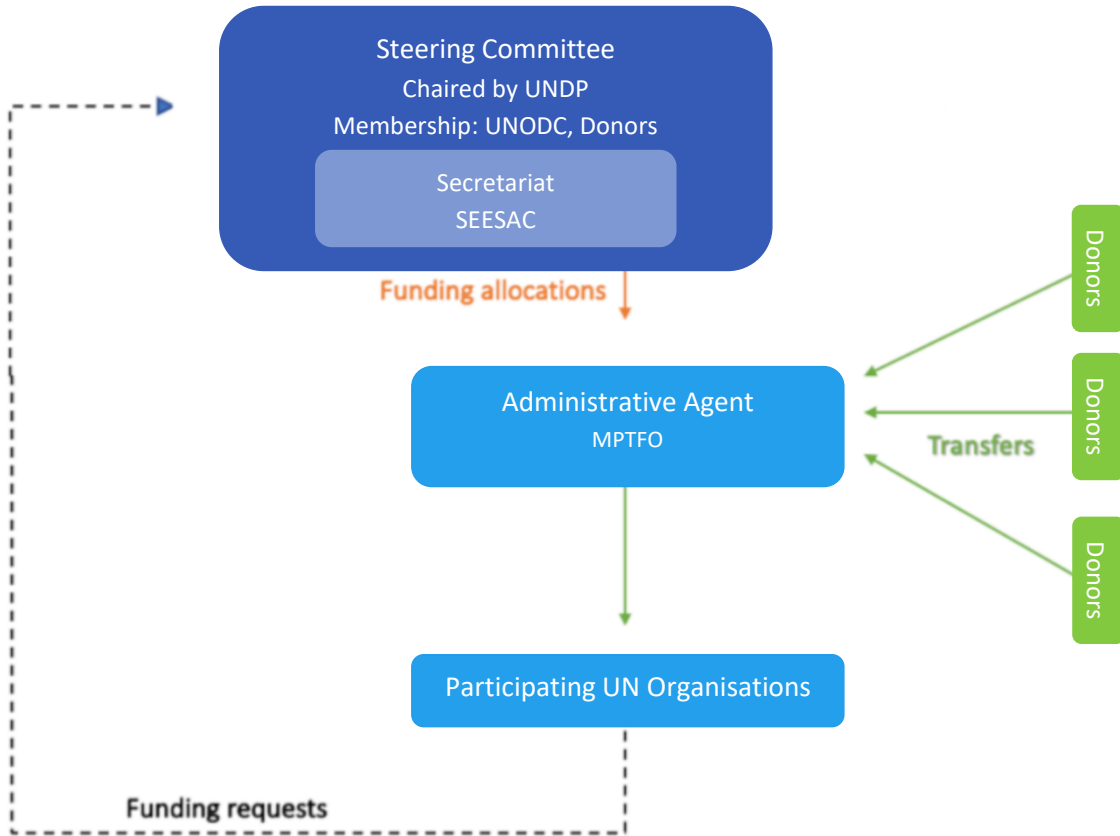 Steering Committee
Chaired by UNDP
Membership: UNODC, Donors
Secretariat
SEESAC
Funding allocations
Donors
Administrative Agent
MPTFO
Donors
Transfers
Donors
Participating UN Organisations
Funding requests